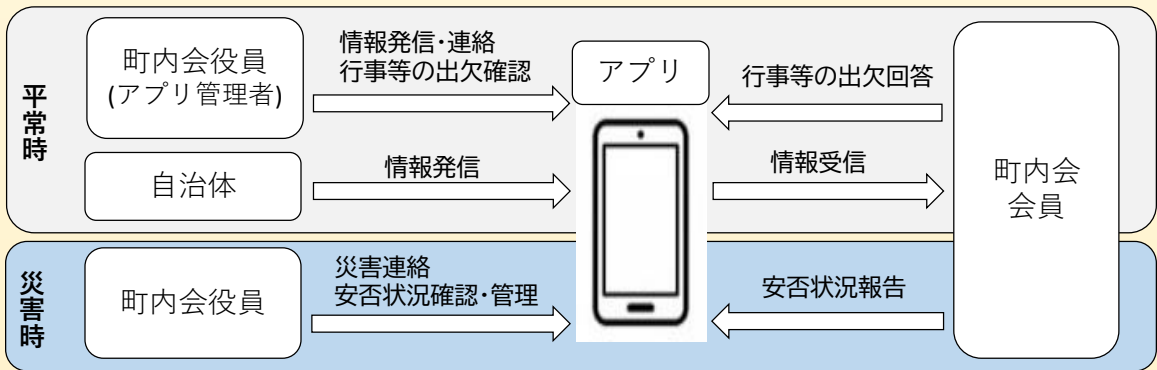 平常時
町内会役員
(アプリ管理者)
情報発信・連絡
行事等の出欠確認
アプリ
行事等の出欠回答
自治体
情報発信
情報受信
町内会
会員
災害時
町内会役員
災害連絡
安否状況確認・管理
安否状況報告